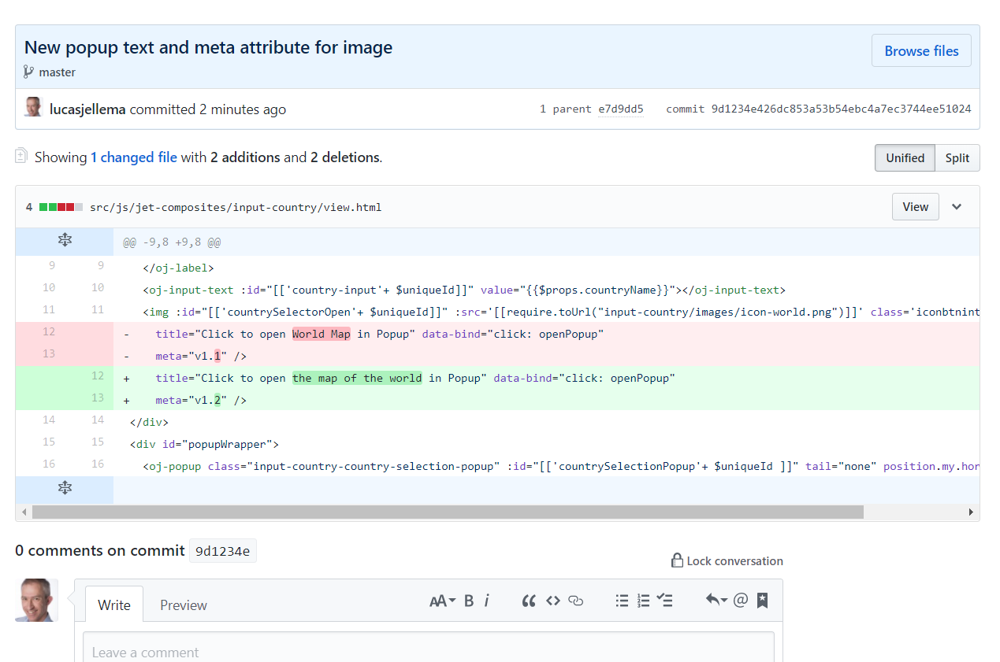 New popup text and meta attribute for image
Browse files
master
lucasjellema committed 2 minutes ago
1 parent e7d9dd5 commit 9d1234e426dc853a53b54ebc4a7ec3744ee51024
Showing 1 changed file with 2 additions and 2 deletions.
Unified Split
4 src/js/jet-composites/input-country/view.html
View
@@ -9,8 +9,8 @@
9 9 </oj-label>
10 10 <oj-input-text :id="[['country-input'+ $uniqueId]]" value="{{$props.countryName}}"></oj-input-text>
11 11 <img :id="[['countrySelectorOpen'+ $uniqueId]]" :src='[[require.toUrl("input-country/images/icon-world.png")]]' class='iconbtnint
12 - title="Click to open World Map in Popup" data-bind="click: openPopup"
13 - meta="v1.1" />
12 + title="Click to open the map of the world in Popup" data-bind="click: openPopup"
13 + meta="v1.2" />
14 14 </div>
15 15 <div id="popupWrapper">
16 16 <oj-popup class="input-country-country-selection-popup" :id="[['countrySelectionPopup'+ $uniqueId ]]" tail="none" position.my.hor
0 comments on commit 9d1234e
Lock conversation
Write Preview
AA B i
Leave a comment